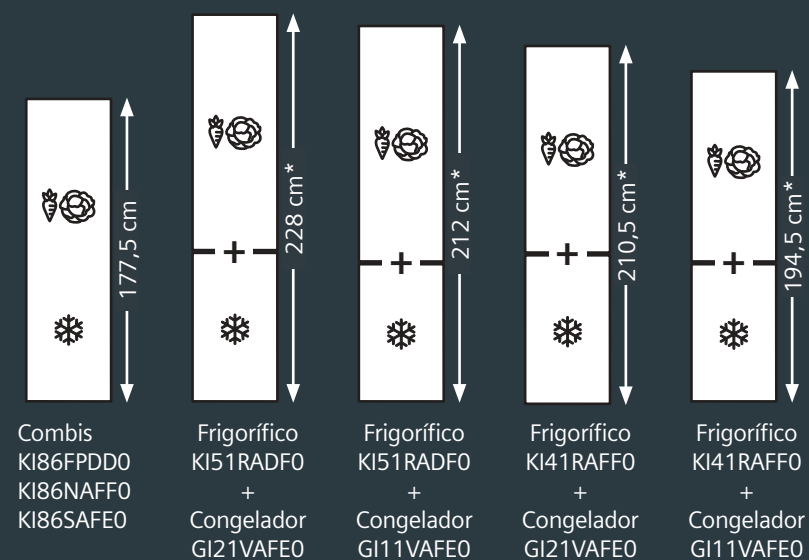 177,5 cm
228 cm*
212 cm*
210,5 cm*
194,5 cm*
+
+
+
+
Combis
KI86FPDD0
KI86NAFF0
KI86SAFE0
Frigorífico
KI51RADF0
+
Congelador
GI21VAFE0
Frigorífico
KI51RADF0
+
Congelador
GI11VAFE0
Frigorífico
KI41RAFF0
+
Congelador
GI21VAFE0
Frigorífico
KI41RAFF0
+
Congelador
GI11VAFE0